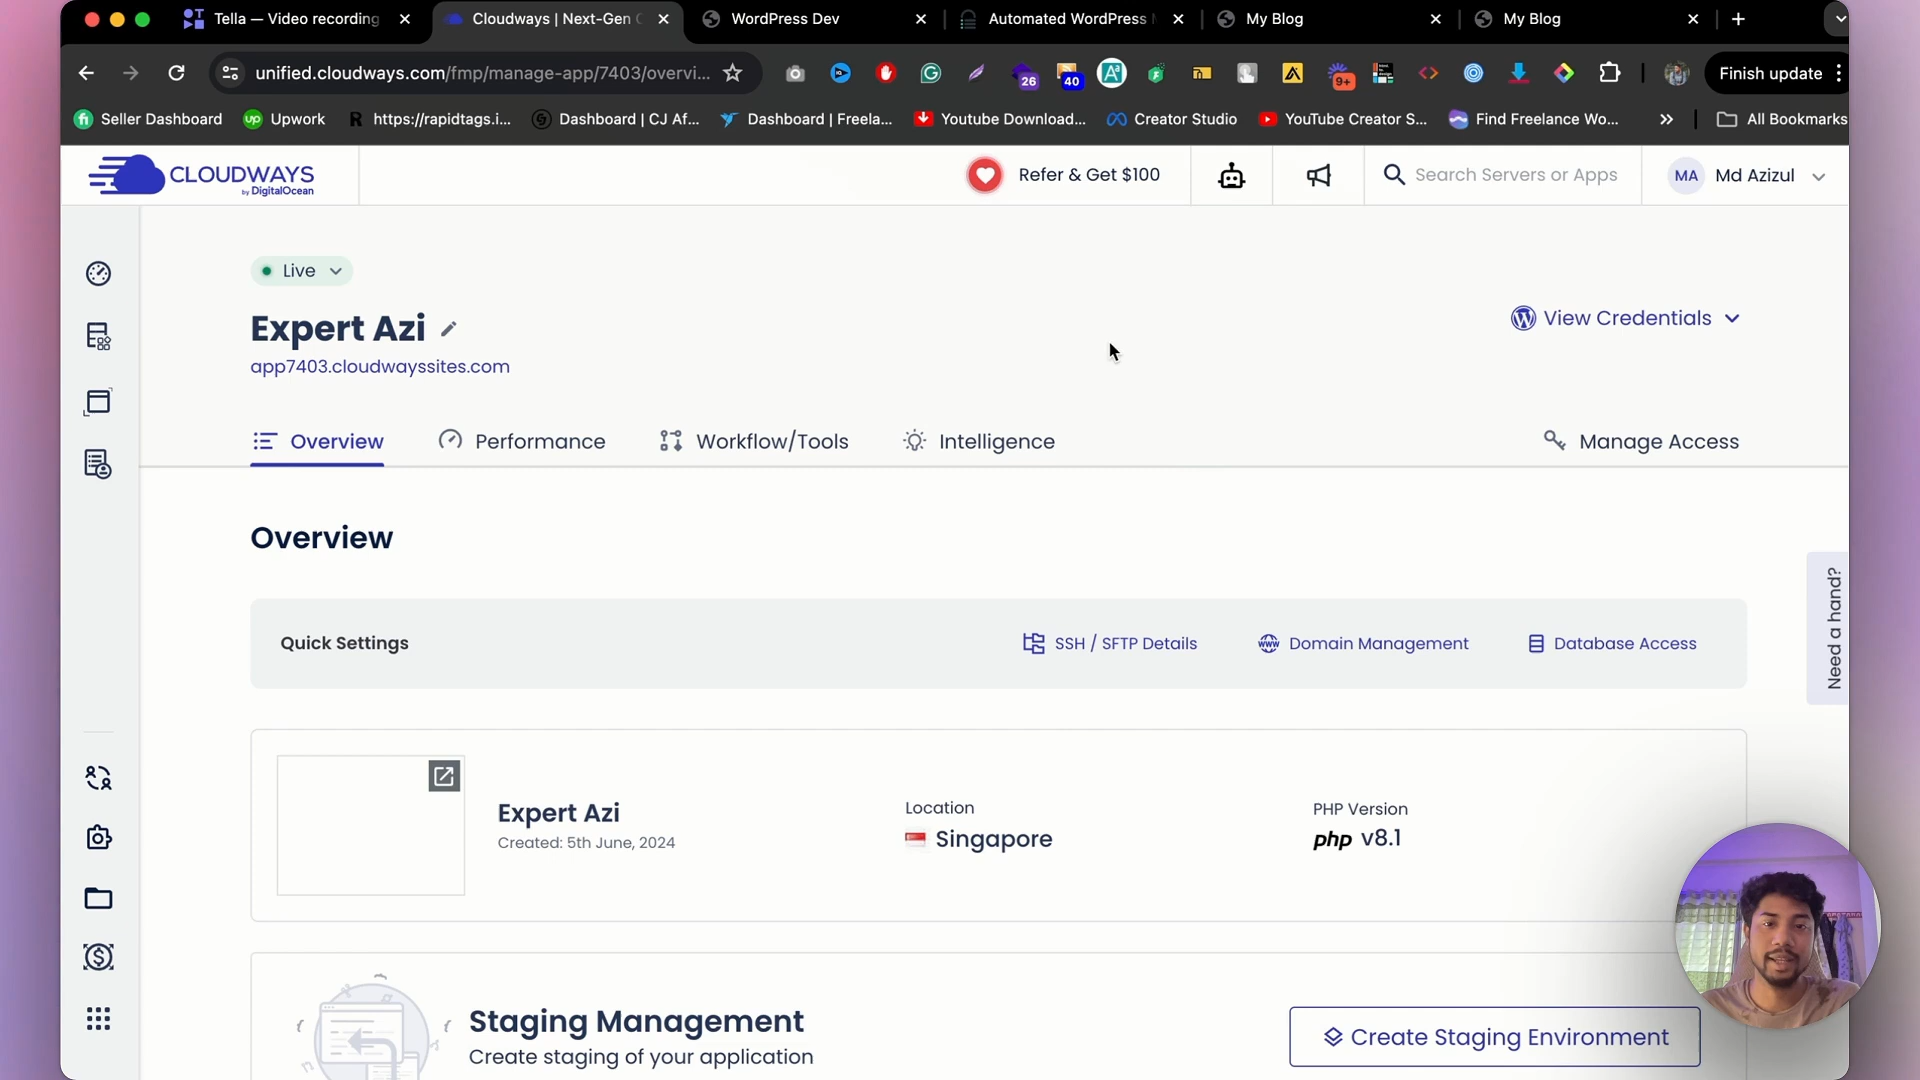 Tella — Video recording
Cloudways | Next-Gen C
WordPress Dev
Automated WordPress M
My Blog
My Blog
unified.cloudways.com/fmp/manage-app/7403/overvi...
26
40
9+
Finish update
Seller Dashboard
Upwork
https://rapidtags.i...
Dashboard | CJ Af...
Dashboard | Freela...
Youtube Download...
Creator Studio
YouTube Creator S...
Find Freelance Wo...
All Bookmarks
CLOUDWAYS
by DigitalOcean
Refer & Get $100
Search Servers or Apps
MA
Md Azizul
Live
Expert Azi
app7403.cloudwayssites.com
View Credentials
Overview
Performance
Workflow/Tools
Intelligence
Manage Access
Overview
Need a hand?
Quick Settings
SSH / SFTP Details
Domain Management
Database Access
Expert Azi
Created: 5th June, 2024
Location
Singapore
PHP Version
php v8.1
Staging Management
Create staging of your application
Create Staging Environment